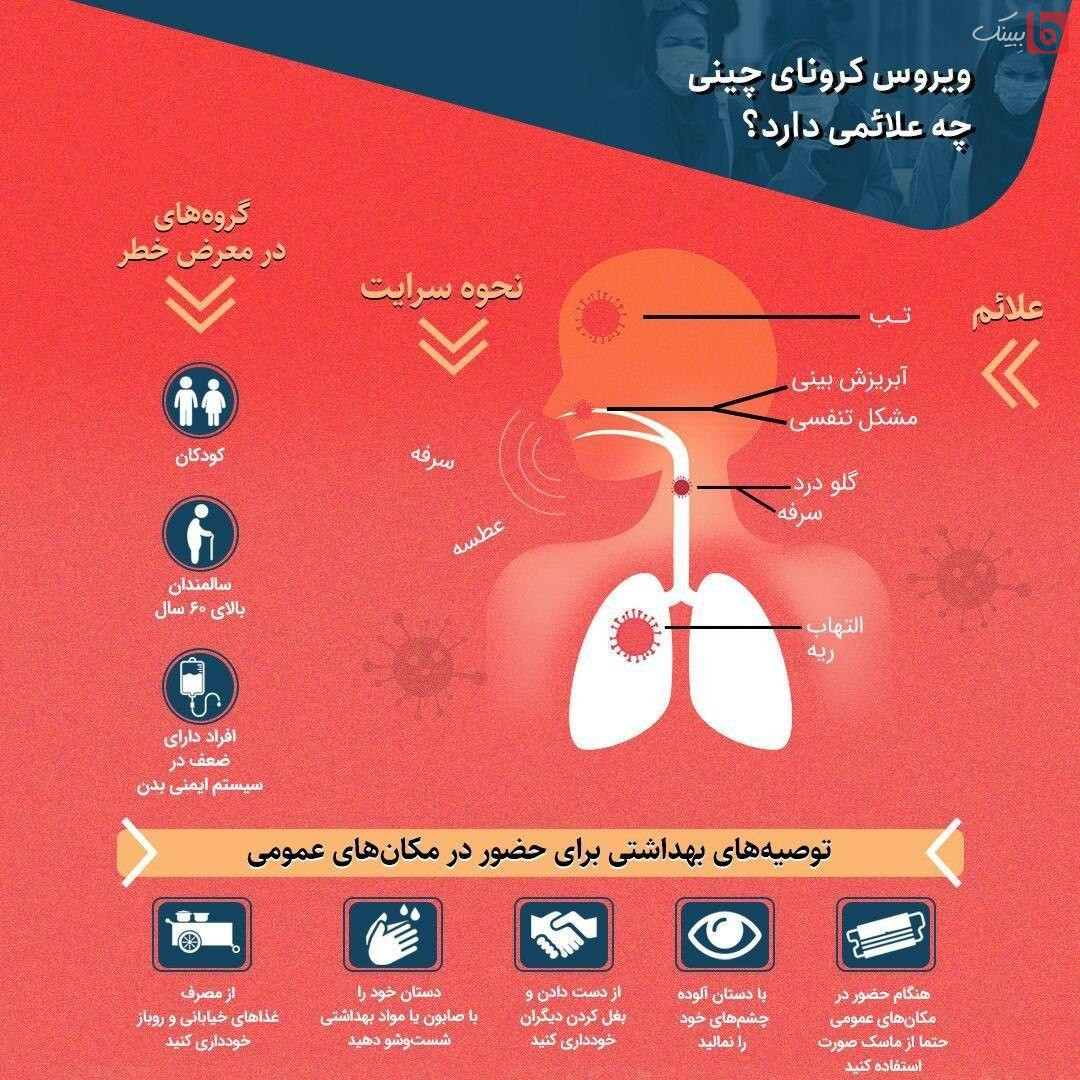 بیینک
ویروس کرونای چینی
چه علائمی دارد؟
علائم
تـب
آبریزش بینی
مشکل تنفسی
گلو درد
سرفه
التهاب
ریه
نحوه سرایت
سرفه
عطسه
گروه‌های
در معرض خطر
کودکان
سالمندان
بالای ۶۰ سال
افراد دارای
ضعف در
سیستم ایمنی بدن
توصیه‌های بهداشتی برای حضور در مکان‌های عمومی
هنگام حضور در
مکان‌های عمومی
حتما از ماسک صورت
استفاده کنید
با دستان آلوده
چشم‌های خود
را نمالید
از دست دادن و
بغل کردن دیگران
خودداری کنید
دستان خود را
با صابون یا مواد بهداشتی
شست‌وشو دهید
از مصرف
غذاهای خیابانی و روباز
خودداری کنید